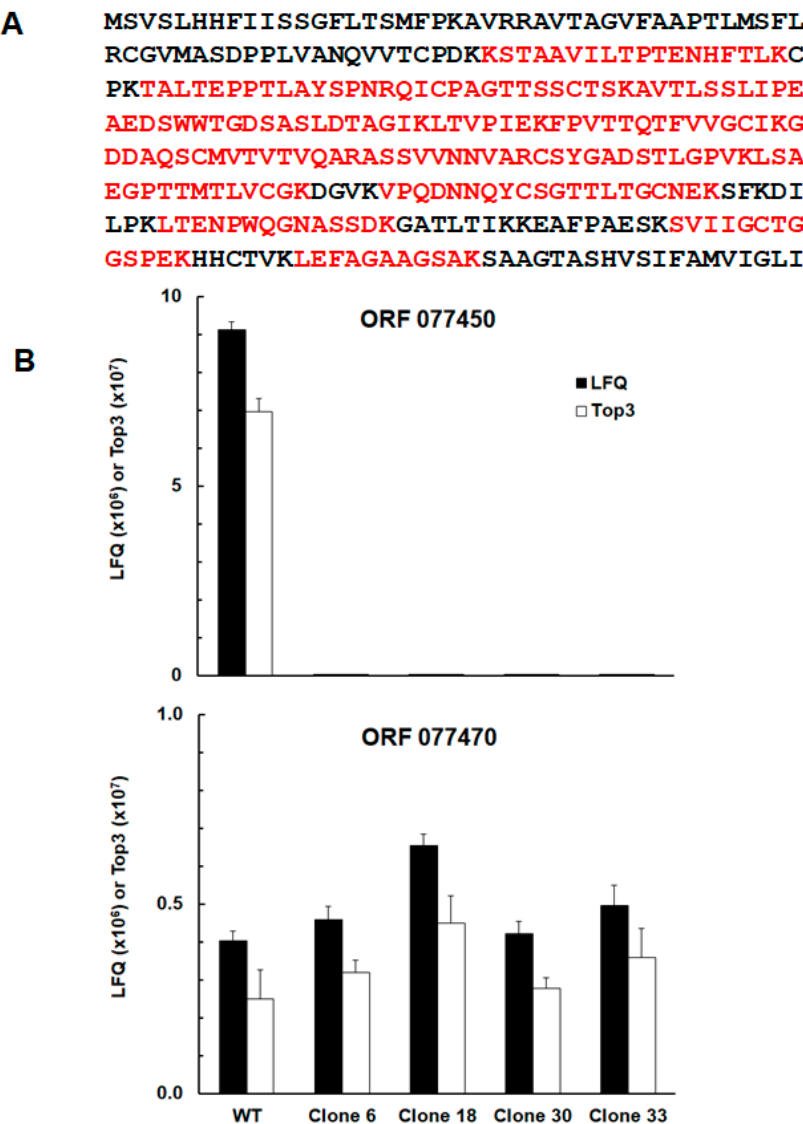 A
MSVSLHHFIISSGFLTSMFPKAVRRAVTAGVFAAPTLMSFL
RCGVMASDPPLVANQVVTCPDKKSTAAVILTPTENHFTLKC
PKTALTEPPTLAYSPNRQICPAGTTSSCTSKAVTLSSLIPE
AEDSWWTGDSASLDTAGIKLTVPIEKFPVTTQTFVVGCIKG
DDAQSCMVTVTVQARASSVVNNVARCSYGADSTLGPVKLSA
EGPTTMTLVCGKDGVKVPQDNNQYCSGTTLTGCNEKSFKDI
LPKLTENPWQGNASSDKGATLTIKKEAFPAESKSVIIGCTG
GSPEKHHCTVKLEFAGAAGSAKSAAGTASHVSIFAMVIGLI
B
ORF 077450
LFQ (x10⁶) or Top3 (x10⁷)
10
5
0
LFQ
Top3
ORF 077470
LFQ (x10⁶) or Top3 (x10⁷)
1.0
0.5
0.0
WT Clone 6 Clone 18 Clone 30 Clone 33